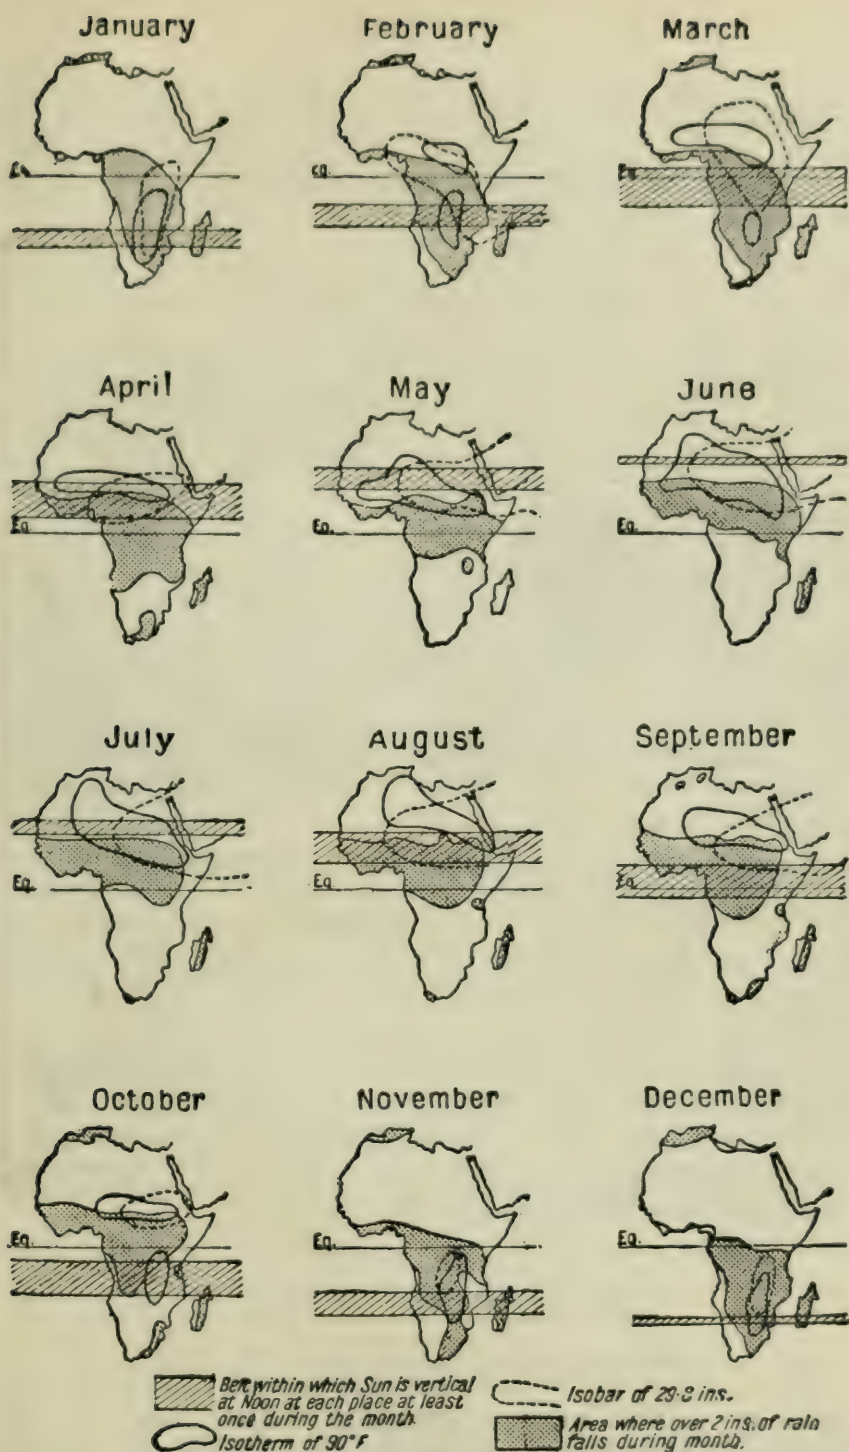 January February March
Eq. Eq. Eq.
April May June
Eq. Eq. Eq.
July August September
Eq. Eq. Eq.
October November December
Eq. Eq. Eq.
Belt within which Sun is vertical
at Noon at each place at least
once during the month.
Isotherm of 90°F
Isobar of 29·8 ins.
Area where over 2 ins. of rain
falls during month.